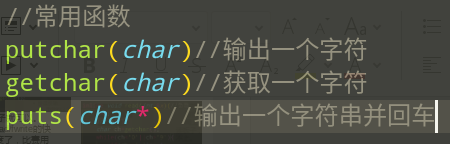 //常用函数
putchar(char)//输出一个字符
getchar(char)//获取一个字符
puts(char*)//输出一个字符串并回车